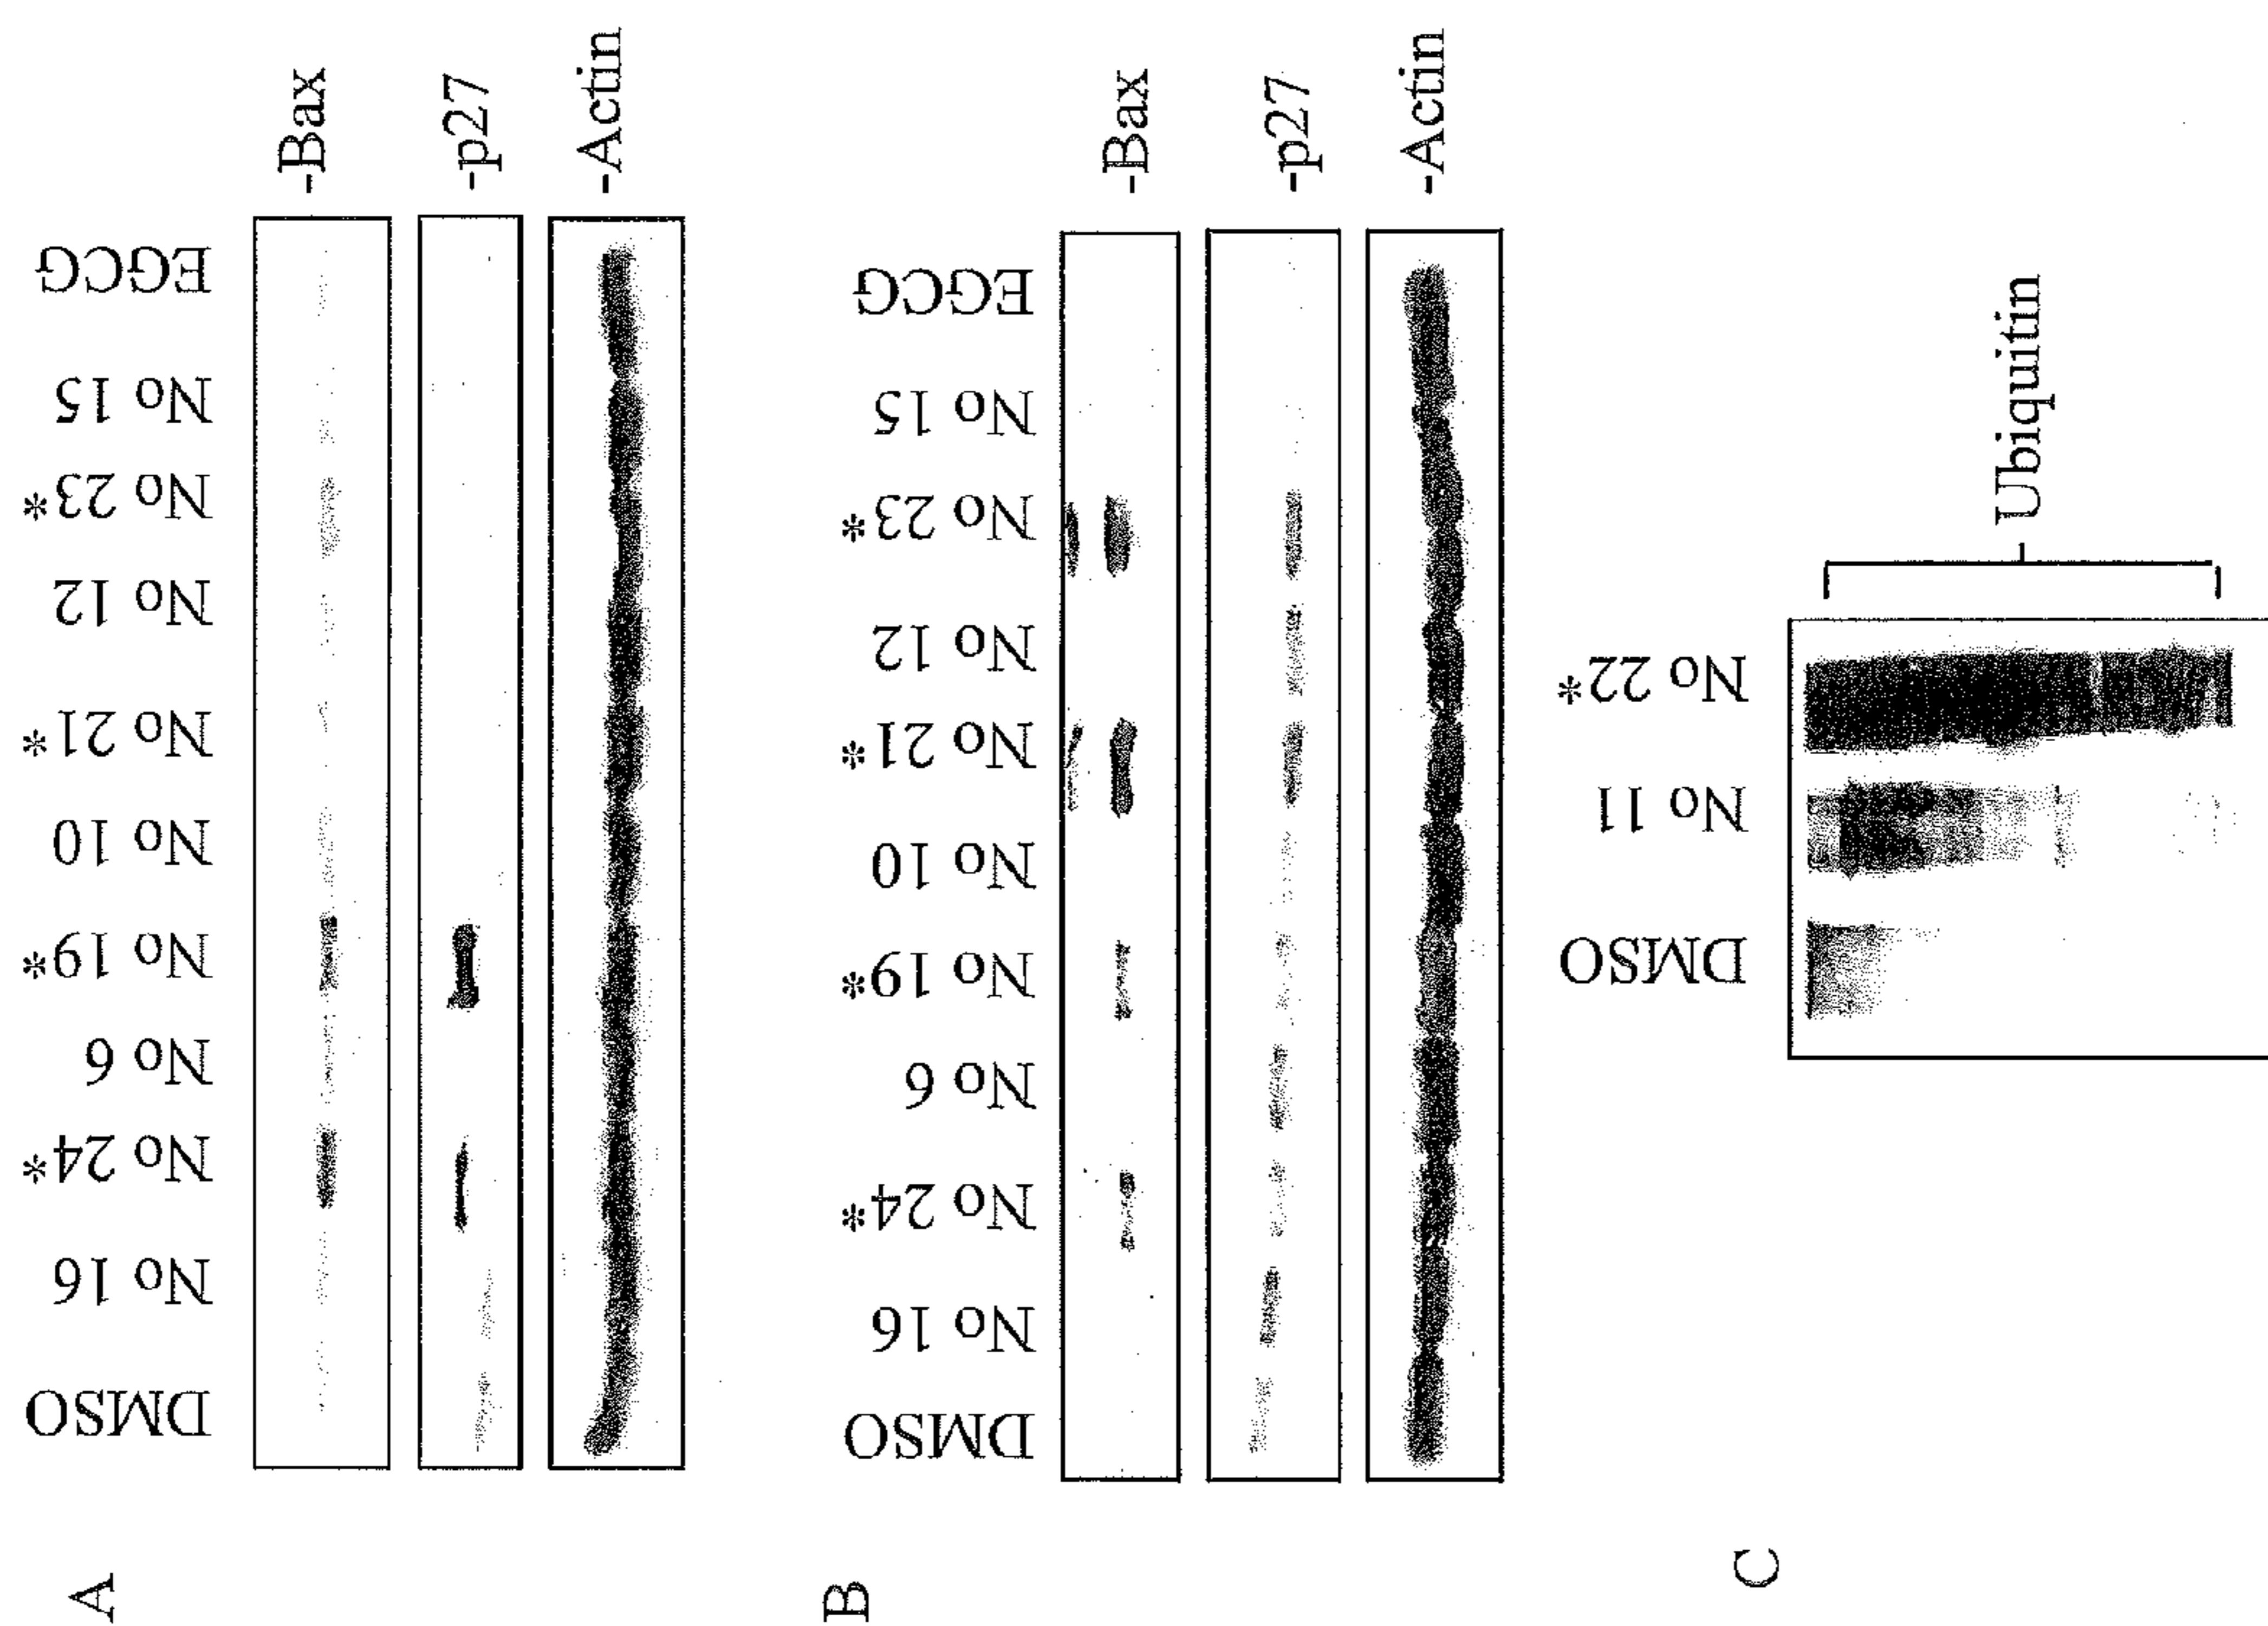 A
DMSO
No 16
No 24*
No 6
No 19*
No 10
No 21*
No 12
No 23*
No 15
EGCG
-Bax
-p27
-Actin
B
DMSO
No 16
No 24*
No 6
No 19*
No 10
No 21*
No 12
No 23*
No 15
EGCG
-Bax
-p27
-Actin
C
DMSO
No 11
No 22*
Ubiquitin